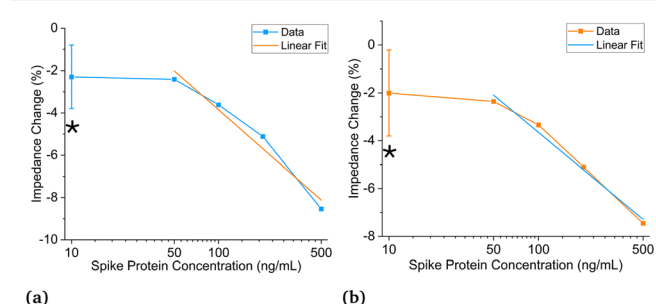 0
-2
-4
-6
-8
-10
Impedance Change (%)
10
50
100
500
Spike Protein Concentration (ng/mL)
Data
Linear Fit
*
(a)
0
-2
-4
-6
-8
Impedance Change (%)
10
50
100
500
Spike Protein Concentration (ng/mL)
Data
Linear Fit
*
(b)